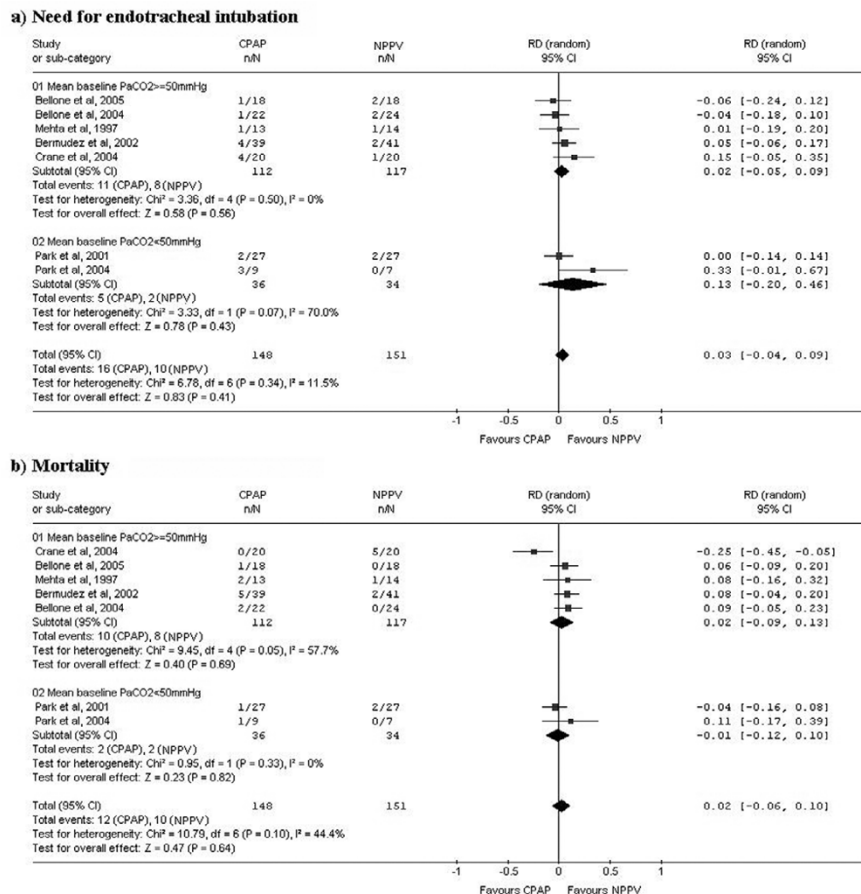 a) Need for endotracheal intubation
Study CPAP NPPV RD (random) RD (random)
or sub-category n/N n/N 95% CI 95% CI
01 Mean baseline PaCO2>=50mmHg
Bellone et al, 2005 1/18 2/18 -0.06 [-0.24, 0.12]
Bellone et al, 2004 1/22 2/24 -0.04 [-0.18, 0.10]
Mehta et al, 1997 1/13 1/14 0.01 [-0.19, 0.20]
Bermudez et al, 2002 4/39 2/41 0.05 [-0.06, 0.17]
Crane et al, 2004 4/20 1/20 0.15 [-0.05, 0.35]
Subtotal (95% CI) 112 117 0.02 [-0.05, 0.09]
Total events: 11 (CPAP), 8 (NPPV)
Test for heterogeneity: Chi² = 3.36, df = 4 (P = 0.50), I² = 0%
Test for overall effect: Z = 0.58 (P = 0.56)
02 Mean baseline PaCO2<50mmHg
Park et al, 2001 2/27 2/27 0.00 [-0.14, 0.14]
Park et al, 2004 3/9 0/7 0.33 [-0.01, 0.67]
Subtotal (95% CI) 36 34 0.13 [-0.20, 0.46]
Total events: 5 (CPAP), 2 (NPPV)
Test for heterogeneity: Chi² = 3.33, df = 1 (P = 0.07), I² = 70.0%
Test for overall effect: Z = 0.78 (P = 0.43)
Total (95% CI) 148 151 0.03 [-0.04, 0.09]
Total events: 16 (CPAP), 10 (NPPV)
Test for heterogeneity: Chi² = 6.78, df = 6 (P = 0.34), I² = 11.5%
Test for overall effect: Z = 0.83 (P = 0.41)
-1 -0.5 0 0.5 1
Favours CPAP Favours NPPV
b) Mortality
Study CPAP NPPV RD (random) RD (random)
or sub-category n/N n/N 95% CI 95% CI
01 Mean baseline PaCO2>=50mmHg
Crane et al, 2004 0/20 5/20 -0.25 [-0.45, -0.05]
Bellone et al, 2005 1/18 0/18 0.06 [-0.09, 0.20]
Mehta et al, 1997 2/13 1/14 0.08 [-0.16, 0.32]
Bermudez et al, 2002 5/39 2/41 0.08 [-0.04, 0.20]
Bellone et al, 2004 2/22 0/24 0.09 [-0.05, 0.23]
Subtotal (95% CI) 112 117 0.02 [-0.09, 0.13]
Total events: 10 (CPAP), 8 (NPPV)
Test for heterogeneity: Chi² = 9.45, df = 4 (P = 0.05), I² = 57.7%
Test for overall effect: Z = 0.40 (P = 0.69)
02 Mean baseline PaCO2<50mmHg
Park et al, 2001 1/27 2/27 -0.04 [-0.16, 0.08]
Park et al, 2004 1/9 0/7 0.11 [-0.17, 0.39]
Subtotal (95% CI) 36 34 -0.01 [-0.12, 0.10]
Total events: 2 (CPAP), 2 (NPPV)
Test for heterogeneity: Chi² = 0.95, df = 1 (P = 0.33), I² = 0%
Test for overall effect: Z = 0.23 (P = 0.82)
Total (95% CI) 148 151 0.02 [-0.06, 0.10]
Total events: 12 (CPAP), 10 (NPPV)
Test for heterogeneity: Chi² = 10.79, df = 6 (P = 0.10), I² = 44.4%
Test for overall effect: Z = 0.47 (P = 0.64)
-1 -0.5 0 0.5 1
Favours CPAP Favours NPPV